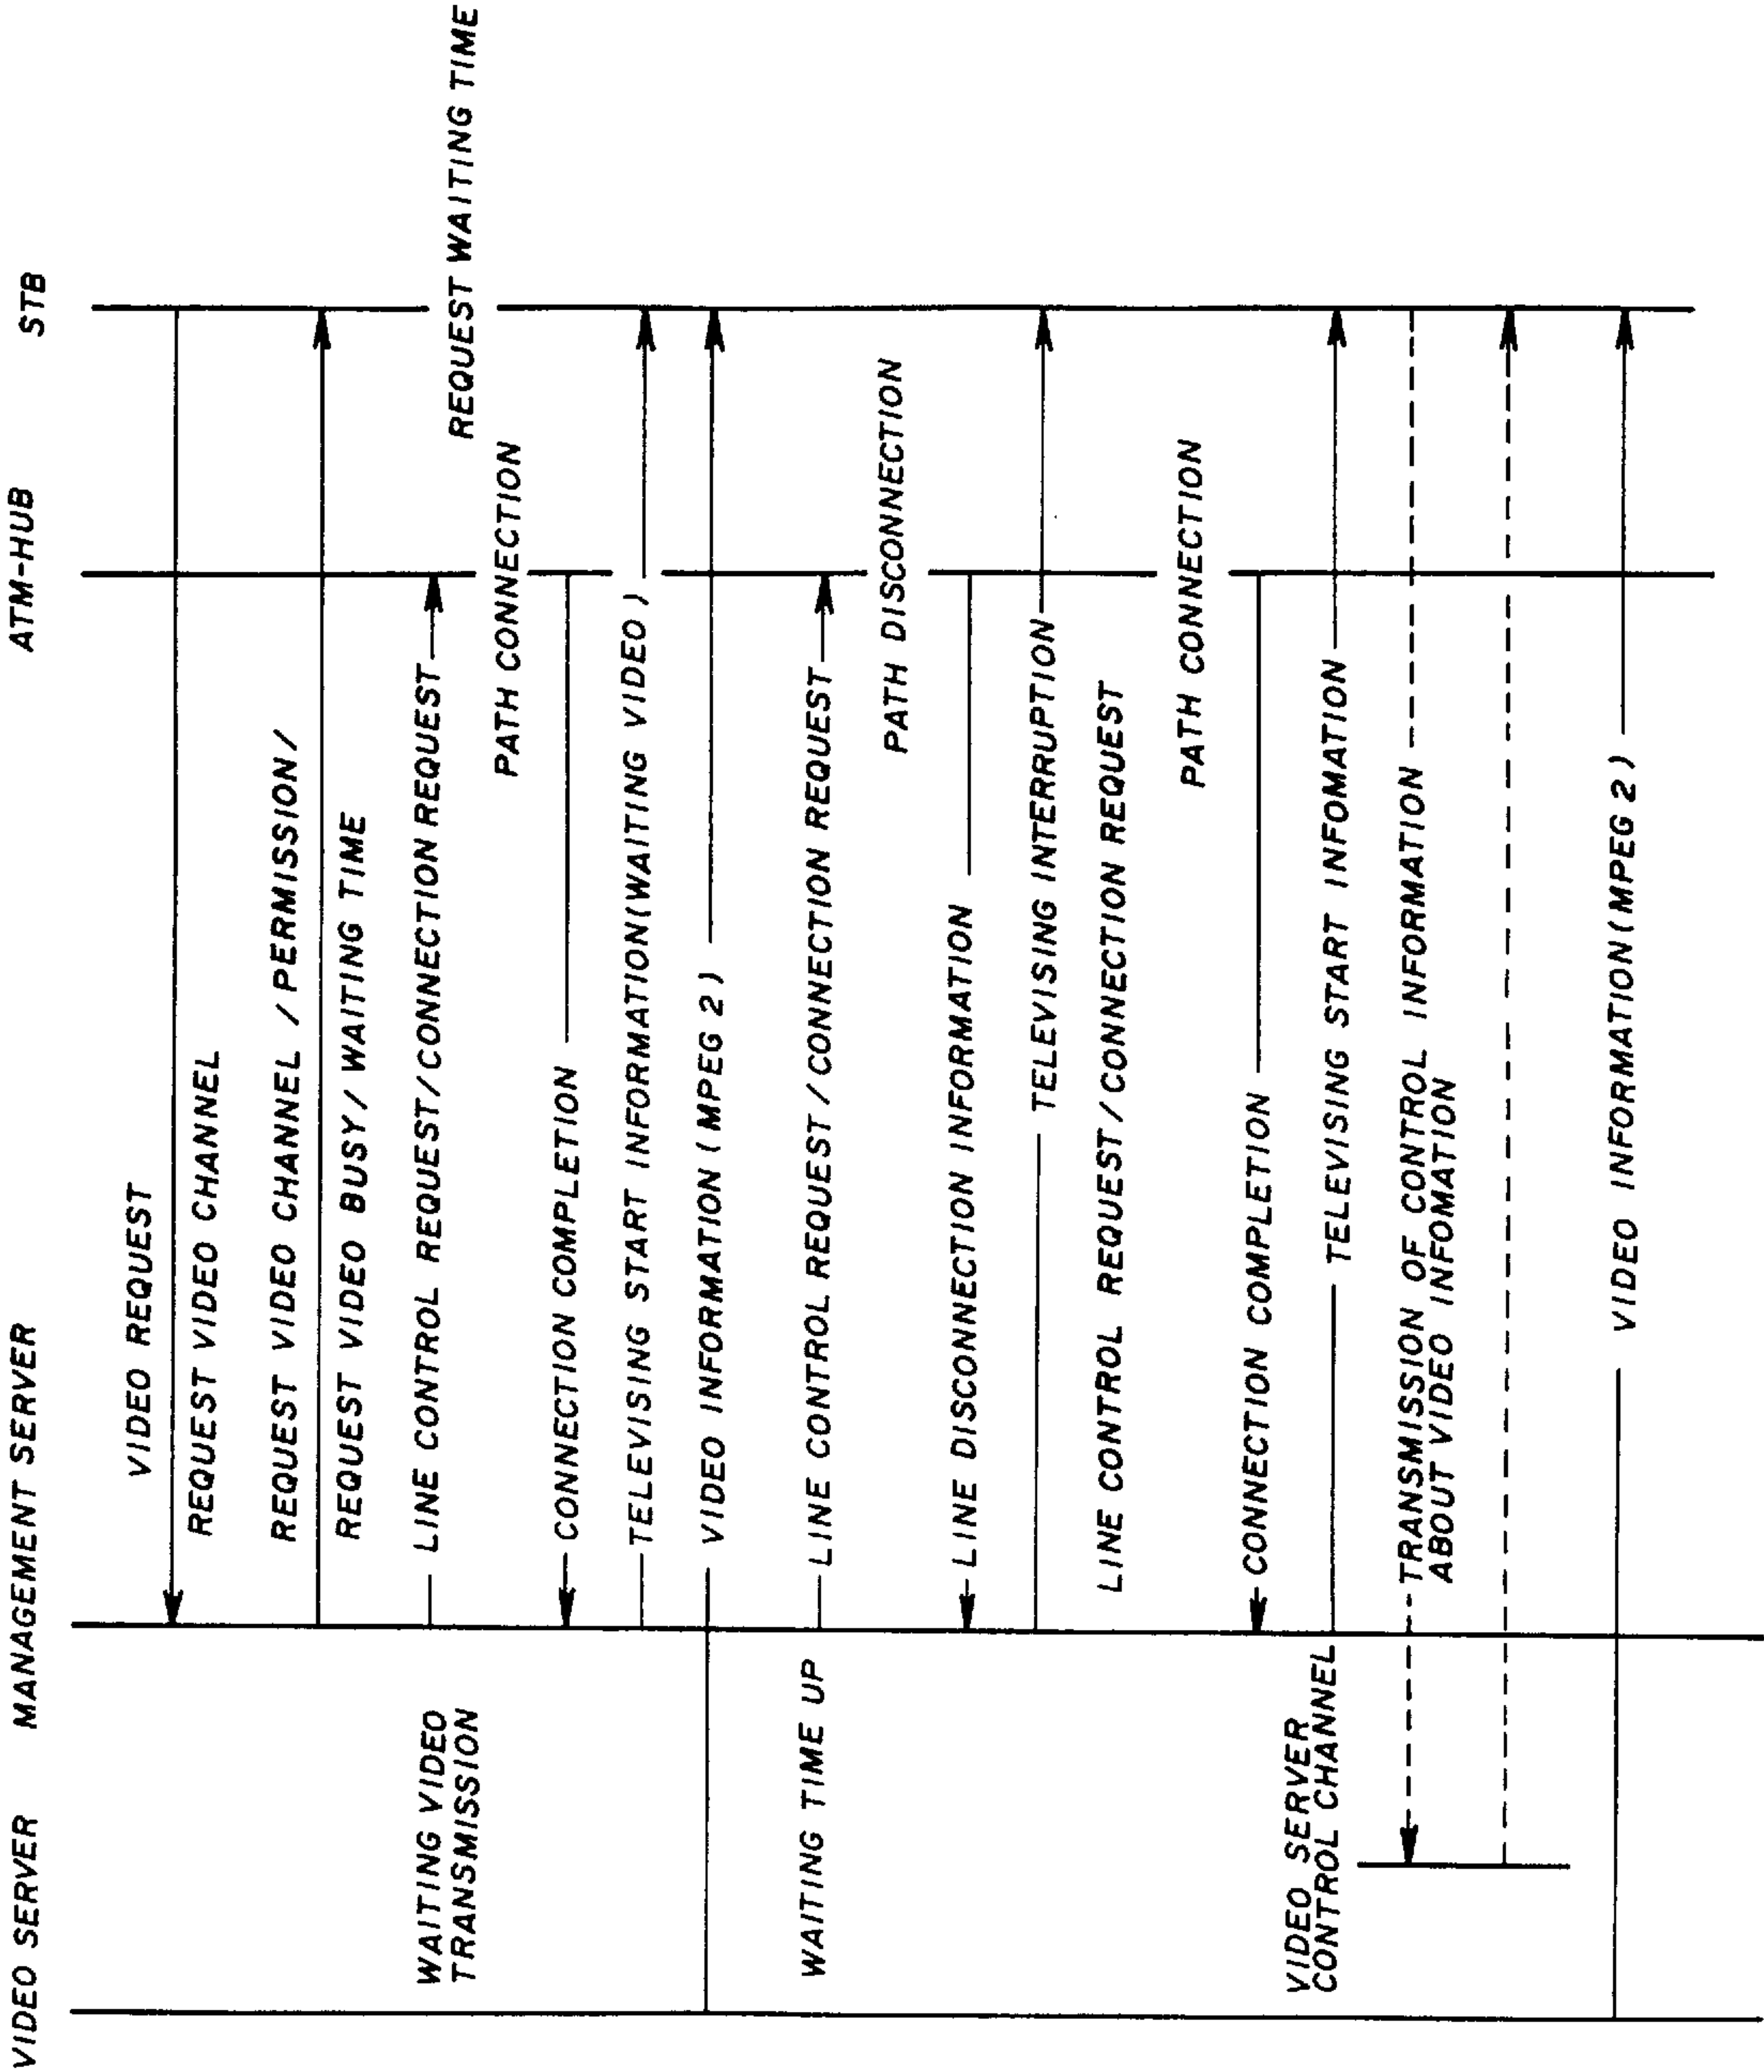 VIDEO SERVER
MANAGEMENT SERVER
ATM-HUB
STB
VIDEO REQUEST
REQUEST VIDEO CHANNEL
REQUEST VIDEO CHANNEL /PERMISSION/
REQUEST VIDEO BUSY/WAITING TIME
WAITING VIDEO
TRANSMISSION
LINE CONTROL REQUEST/CONNECTION REQUEST
REQUEST WAITING TIME
PATH CONNECTION
CONNECTION COMPLETION
TELEVISING START INFORMATION(WAITING VIDEO)
VIDEO INFORMATION (MPEG 2)
WAITING TIME UP
LINE CONTROL REQUEST/CONNECTION REQUEST
PATH DISCONNECTION
LINE DISCONNECTION INFORMATION
TELEVISING INTERRUPTION
LINE CONTROL REQUEST/CONNECTION REQUEST
PATH CONNECTION
CONNECTION COMPLETION
VIDEO SERVER
CONTROL CHANNEL
TELEVISING START INFOMATION
TRANSMISSION OF CONTROL INFORMATION
ABOUT VIDEO INFOMATION
VIDEO INFORMATION(MPEG 2)